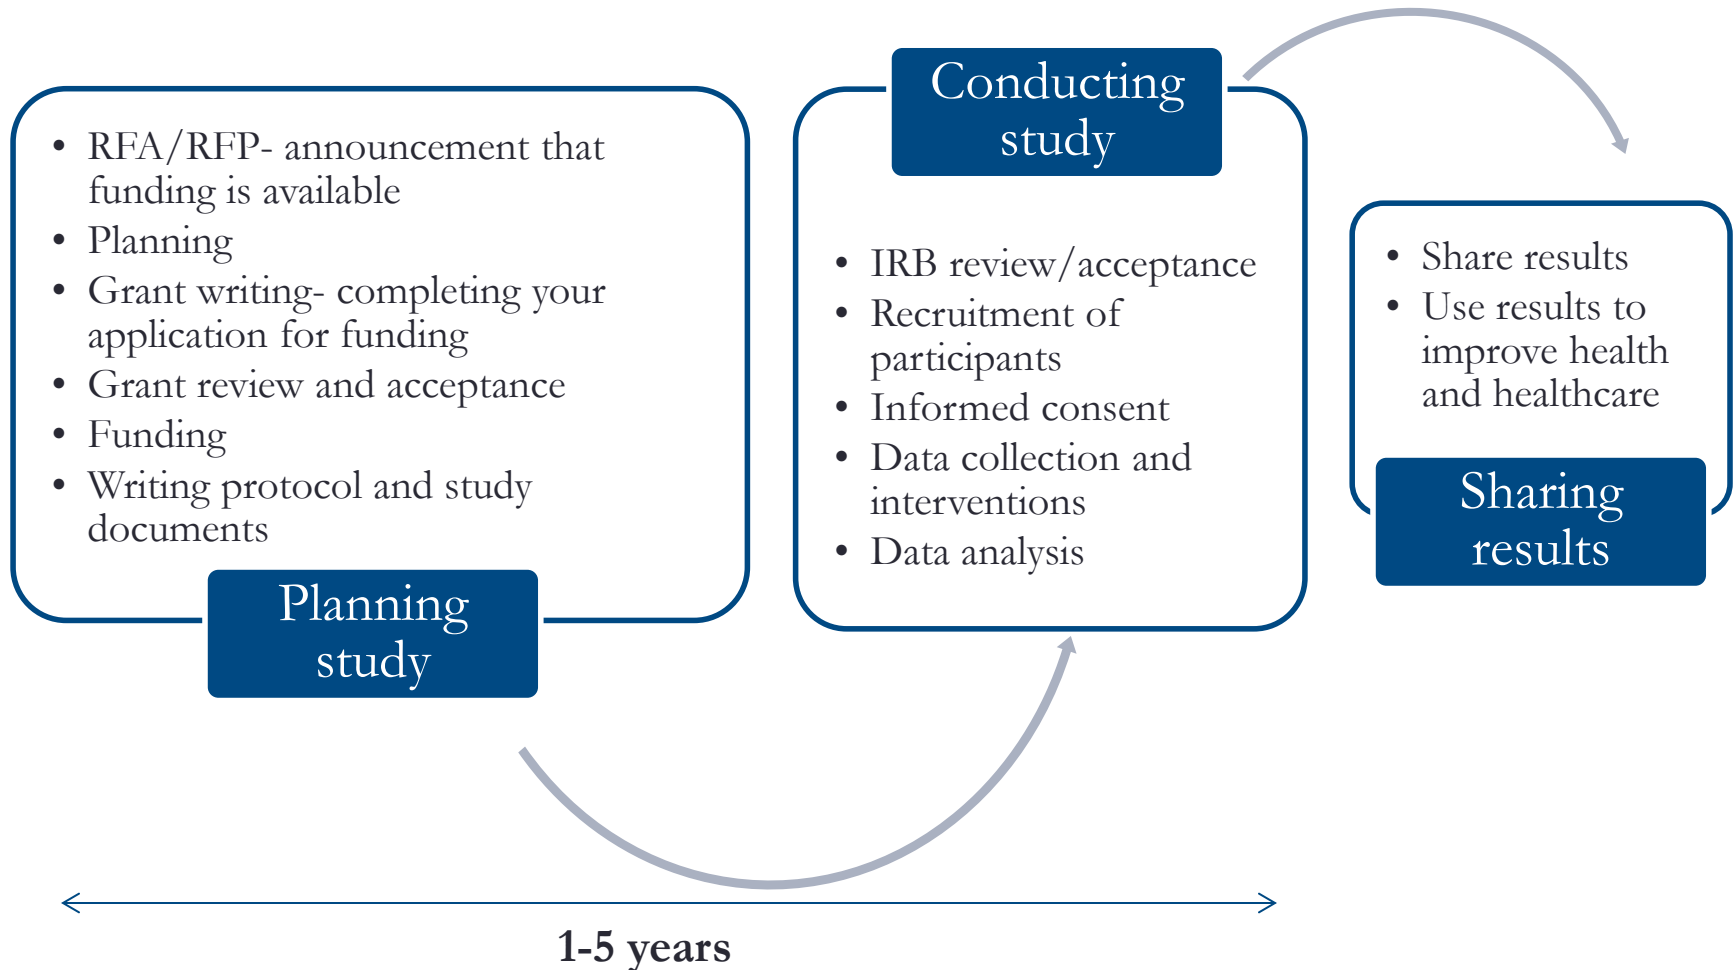 • RFA/RFP- announcement that
funding is available
• Planning
• Grant writing- completing your
application for funding
• Grant review and acceptance
• Funding
• Writing protocol and study
documents
Planning
study
Conducting
study
• IRB review/acceptance
• Recruitment of
participants
• Informed consent
• Data collection and
interventions
• Data analysis
• Share results
• Use results to
improve health
and healthcare
Sharing
results
1-5 years